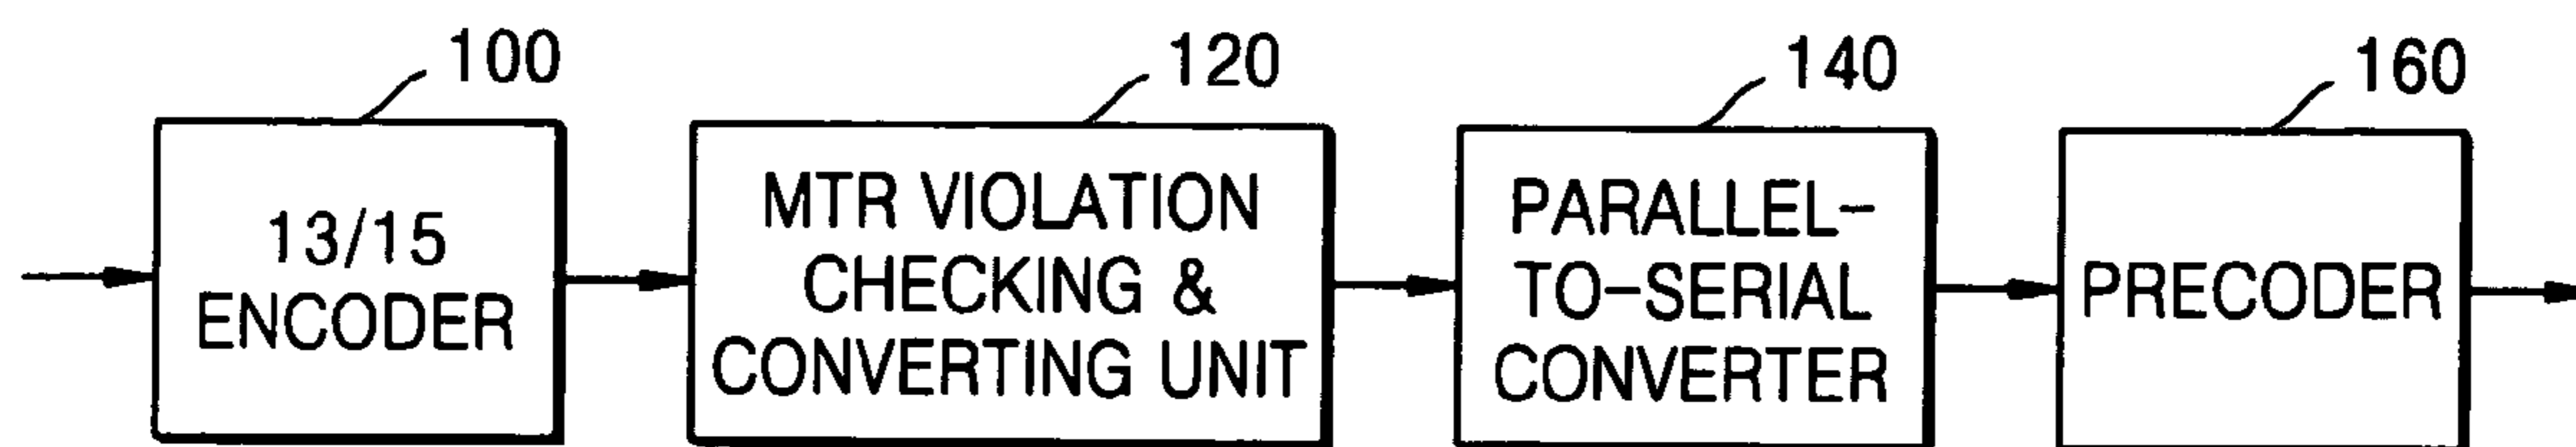 100
120
140
160
13/15
ENCODER
MTR VIOLATION
CHECKING &
CONVERTING UNIT
PARALLEL-
TO-SERIAL
CONVERTER
PRECODER